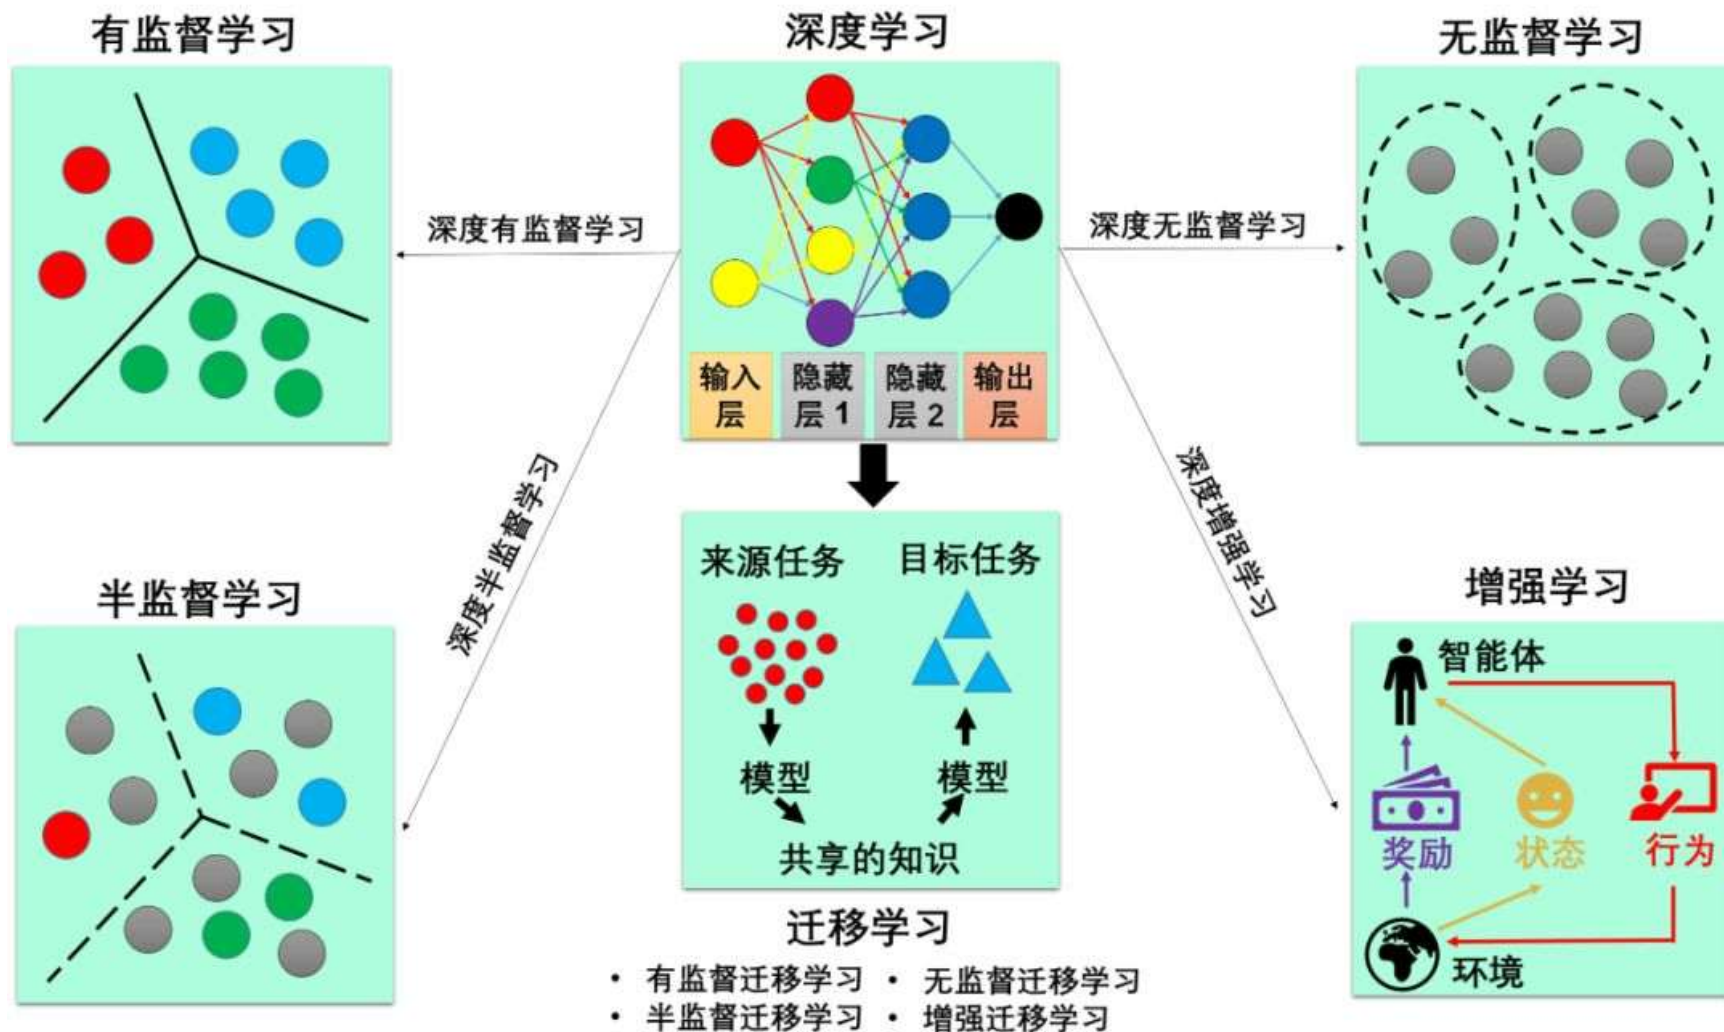 有监督学习
深度学习
无监督学习
深度有监督学习
深度无监督学习
输入
层
隐藏
层 1
隐藏
层 2
输出
层
深度半监督学习
深度增强学习
半监督学习
来源任务
目标任务
模型
模型
共享的知识
迁移学习
• 有监督迁移学习 • 无监督迁移学习
• 半监督迁移学习 • 增强迁移学习
增强学习
智能体
奖励
状态
行为
环境